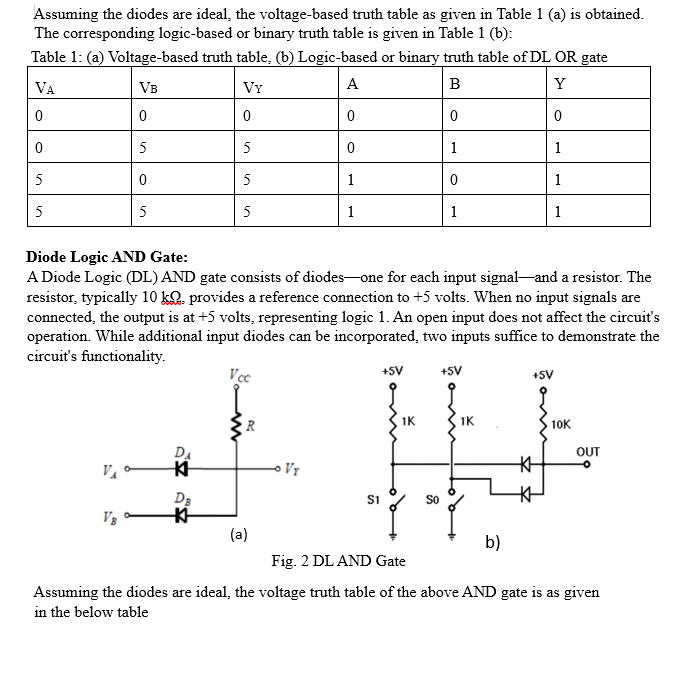 Assuming the diodes are ideal, the voltage-based truth table as given in Table 1 (a) is obtained.
The corresponding logic-based or binary truth table is given in Table 1 (b):
Table 1: (a) Voltage-based truth table, (b) Logic-based or binary truth table of DL OR gate
VA VB VY A B Y
0 0 0 0 0 0
0 5 5 0 1 1
5 0 5 1 0 1
5 5 5 1 1 1
Diode Logic AND Gate:
A Diode Logic (DL) AND gate consists of diodes—one for each input signal—and a resistor. The
resistor, typically 10 kΩ, provides a reference connection to +5 volts. When no input signals are
connected, the output is at +5 volts, representing logic 1. An open input does not affect the circuit's
operation. While additional input diodes can be incorporated, two inputs suffice to demonstrate the
circuit's functionality.
Vcc
R
DA
VA
VY
DB
VB
(a)
+5V +5V +5V
1K 1K 10K
OUT
S1 S0
b)
Fig. 2 DL AND Gate
Assuming the diodes are ideal, the voltage truth table of the above AND gate is as given
in the below table